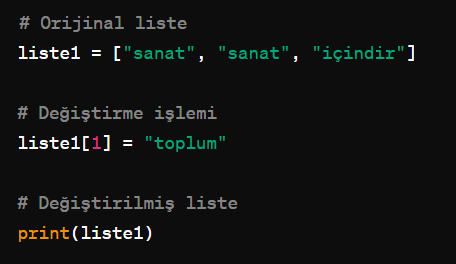 # Orijinal liste
liste1 = ["sanat", "sanat", "içindir"]
# Değiştirme işlemi
liste1[1] = "toplum"
# Değiştirilmiş liste
print(liste1)